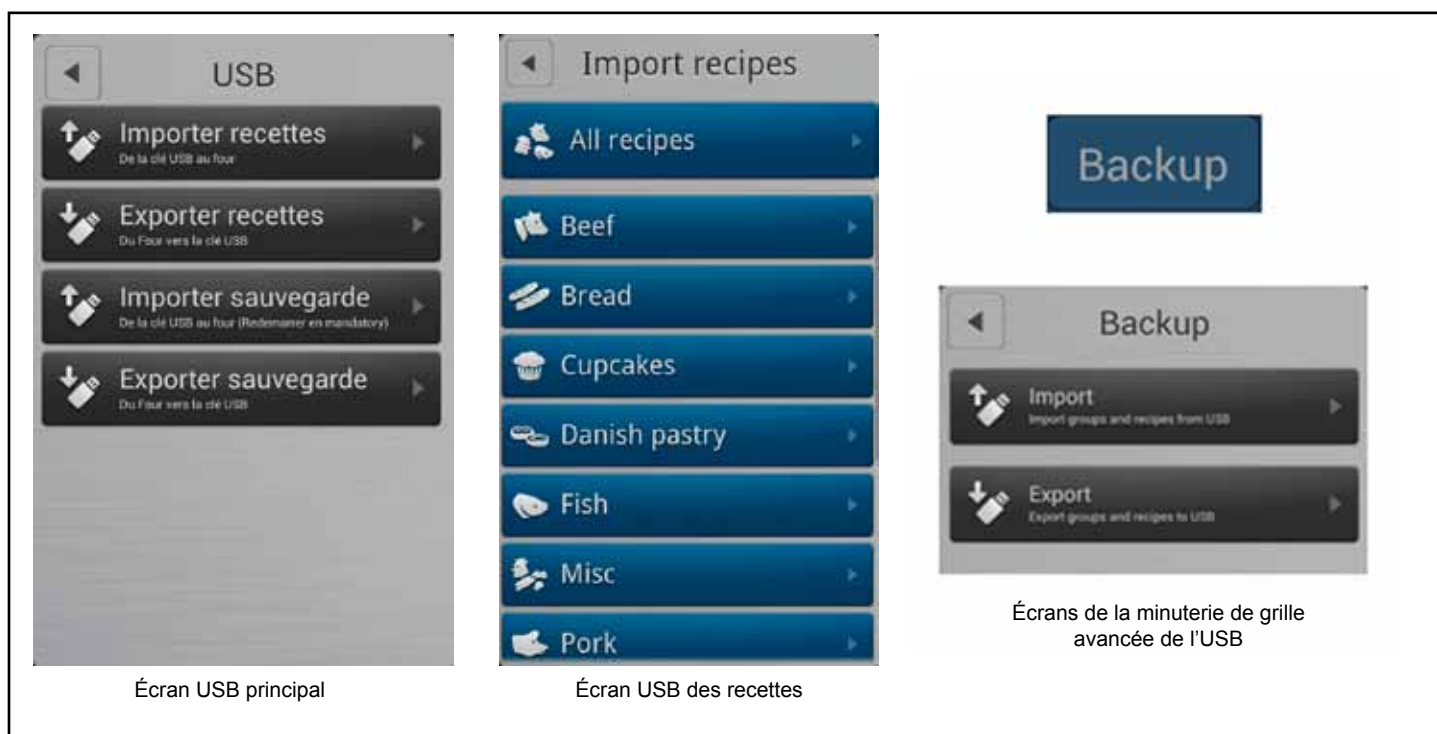 USB
Importer recettes
De la clé USB au four
Exporter recettes
Du Four vers la clé USB
Importer sauvegarde
De la clé USB au four (Redemarrer en mandatory)
Exporter sauvegarde
Du Four vers la clé USB
Écran USB principal
Import recipes
All recipes
Beef
Bread
Cupcakes
Danish pastry
Fish
Misc
Pork
Écran USB des recettes
Backup
Backup
Import
Import groups and recipes from USB
Export
Export groups and recipes to USB
Écrans de la minuterie de grille
avancée de l’USB